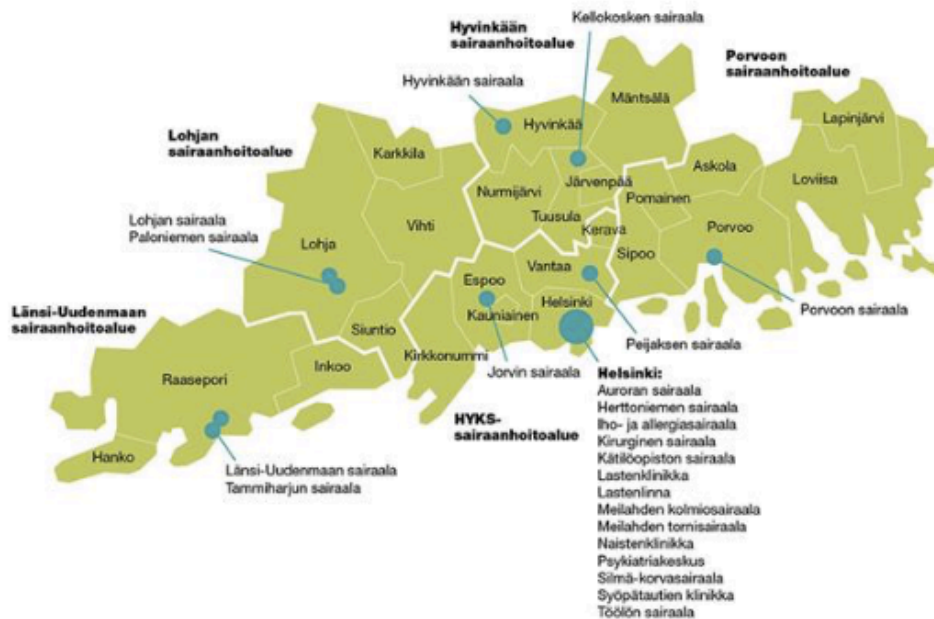 Kellokosken sairaala
Hyvinkään
sairaanhoitoalue
Porvoon
sairaanhoitoalue
Hyvinkään sairaala
Mäntsälä
Hyvinkää
Lapinjärvi
Lohjan
sairaanhoitoalue
Karkkila
Askola
Loviisa
Nurmijärvi
Järvenpää
Pornainen
Tuusula
Lohjan sairaala
Paloniemen sairaala
Vihti
Kerava
Porvoo
Lohja
Sipoo
Vantaa
Espoo
Helsinki
Kauniainen
Porvoon sairaala
Länsi-Uudenmaan
sairaanhoitoalue
Siuntio
Peijaksen sairaala
Kirkkonummi
Inkoo
Jorvin sairaala
Raasepori
HYKS-
sairaanhoitoalue
Hanko
Länsi-Uudenmaan sairaala
Tammiharjun sairaala
Helsinki:
Auroran sairaala
Herttoniemen sairaala
Iho- ja allergiasairaala
Kirurginen sairaala
Kätilöopiston sairaala
Lastenklinikka
Lastenlinna
Meilahden kolmiosairaala
Meilahden tornisairaala
Naistenklinikka
Psykiatriakeskus
Silmä-korvasairaala
Syöpätautien klinikka
Töölön sairaala